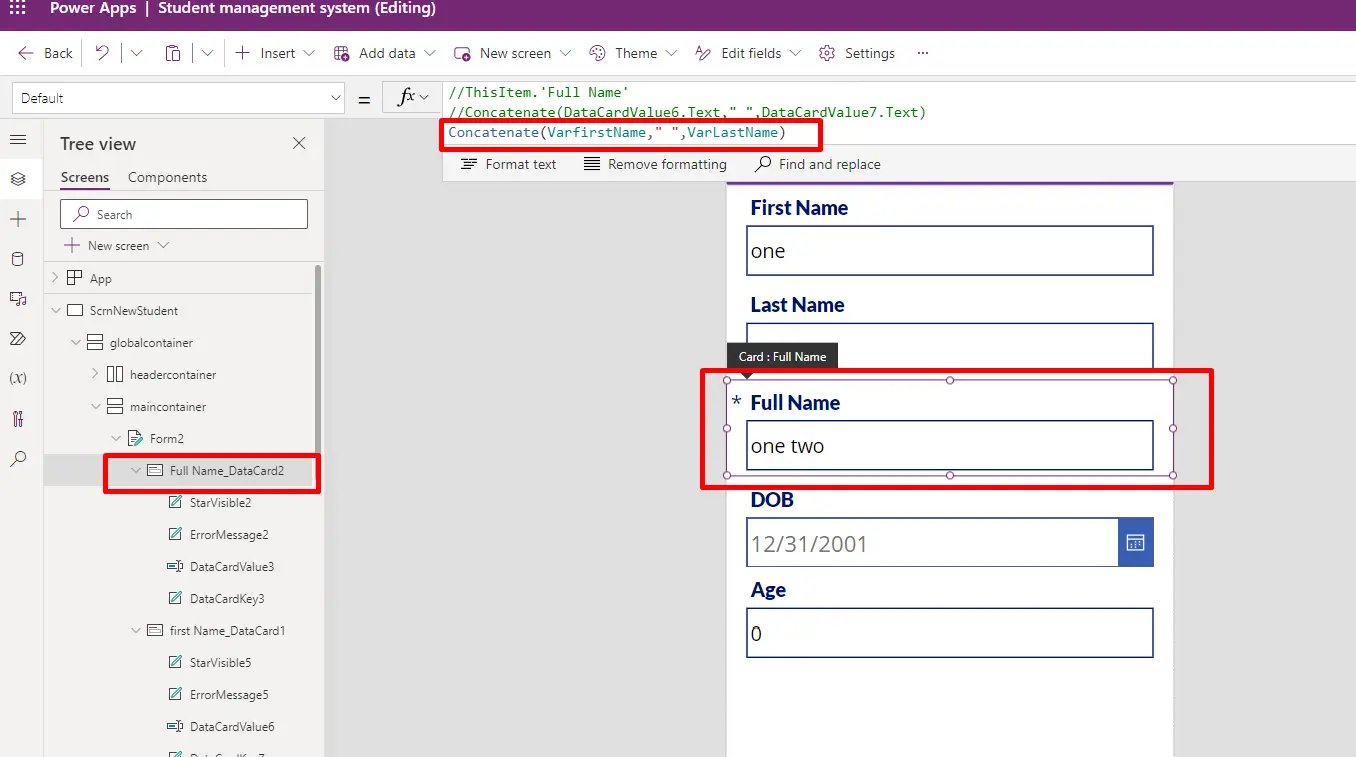 Power Apps | Student management system (Editing)
Back Insert Add data New screen Theme Edit fields Settings ...
Default = fx
//ThisItem.'Full Name'
//Concatenate(DataCardValue6.Text," ",DataCardValue7.Text)
Concatenate(VarfirstName," ",VarLastName)
Format text Remove formatting Find and replace
Tree view
Screens Components
Search
New screen
App
ScrnNewStudent
globalcontainer
headercontainer
maincontainer
Form2
Full Name_DataCard2
StarVisible2
ErrorMessage2
DataCardValue3
DataCardKey3
first Name_DataCard1
StarVisible5
ErrorMessage5
DataCardValue6
(x)
First Name
one
Last Name
Card : Full Name
* Full Name
one two
DOB
12/31/2001
Age
0